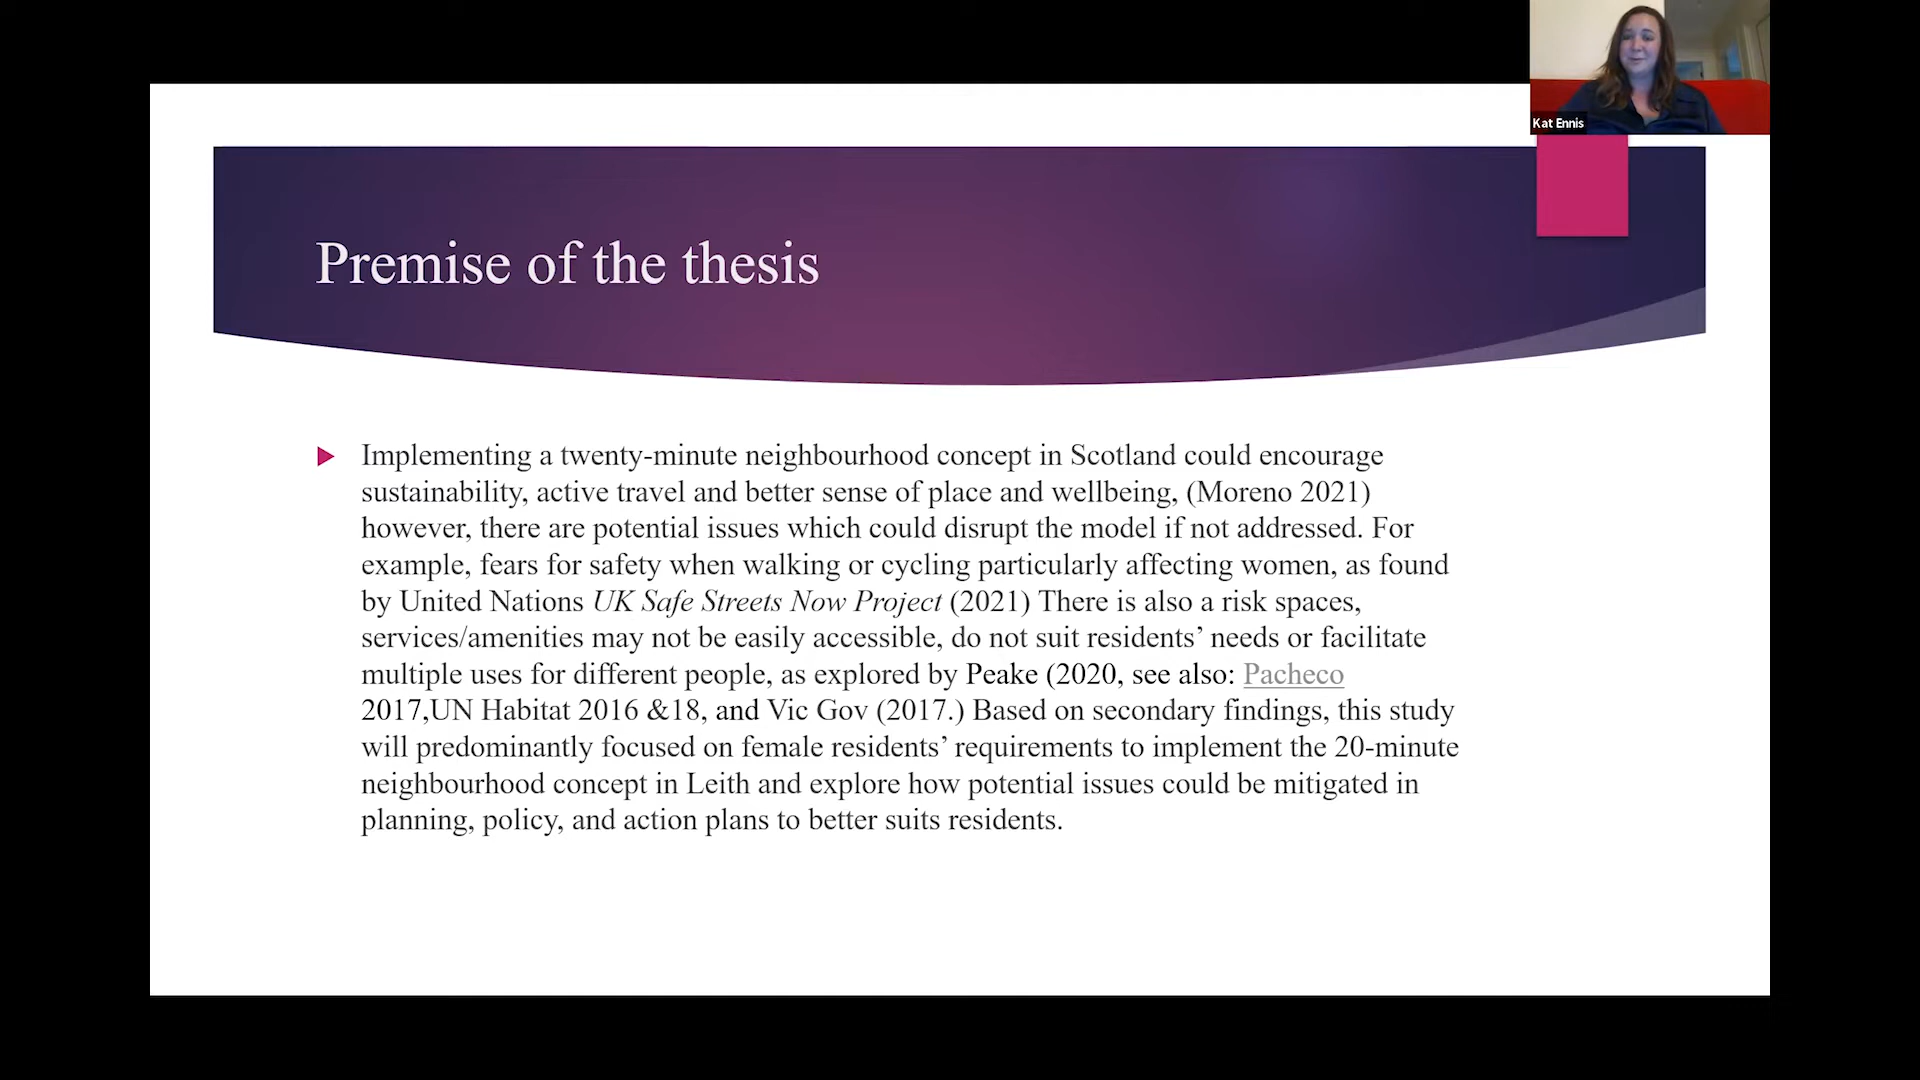 Kat Ennis
Premise of the thesis
Implementing a twenty-minute neighbourhood concept in Scotland could encourage
sustainability, active travel and better sense of place and wellbeing, (Moreno 2021)
however, there are potential issues which could disrupt the model if not addressed. For
example, fears for safety when walking or cycling particularly affecting women, as found
by United Nations UK Safe Streets Now Project (2021) There is also a risk spaces,
services/amenities may not be easily accessible, do not suit residents’ needs or facilitate
multiple uses for different people, as explored by Peake (2020, see also: Pacheco
2017,UN Habitat 2016 &18, and Vic Gov (2017.) Based on secondary findings, this study
will predominantly focused on female residents’ requirements to implement the 20-minute
neighbourhood concept in Leith and explore how potential issues could be mitigated in
planning, policy, and action plans to better suits residents.